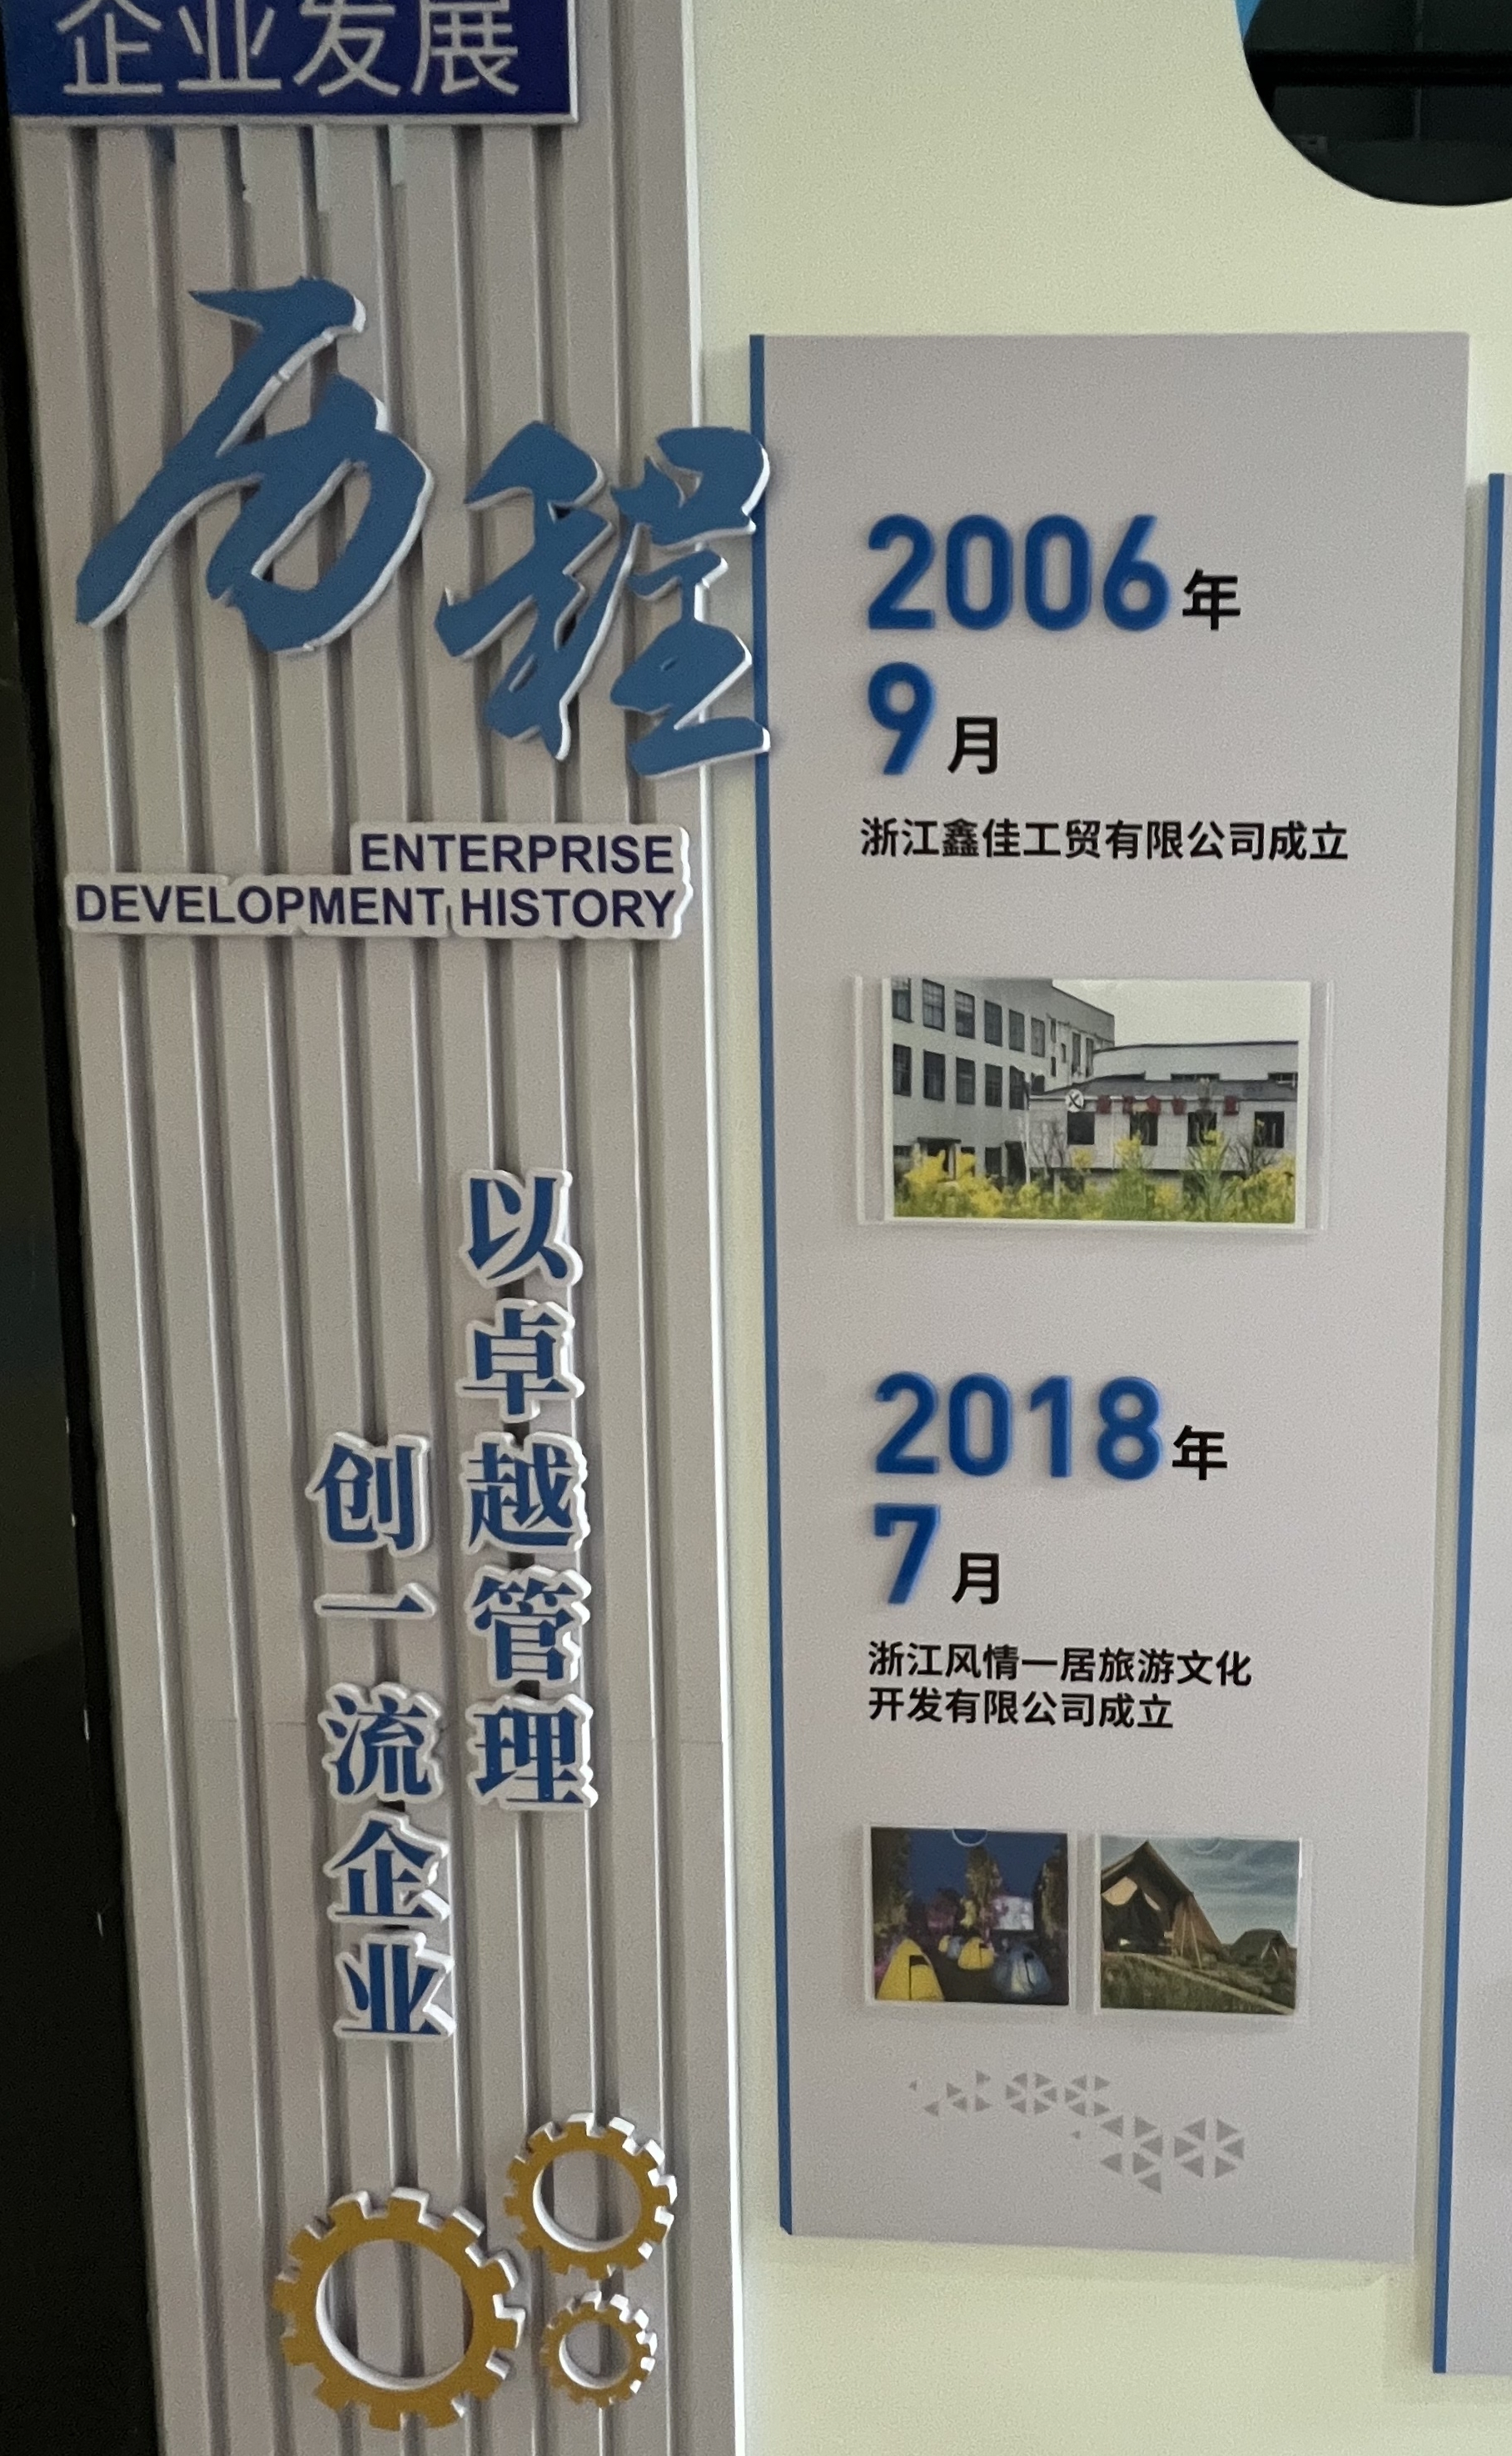 企业发展
历程
ENTERPRISE
DEVELOPMENT HISTORY
以卓越管理
创一流企业
2006年
9月
浙江鑫佳工贸有限公司成立
2018年
7月
浙江风情一居旅游文化
开发有限公司成立